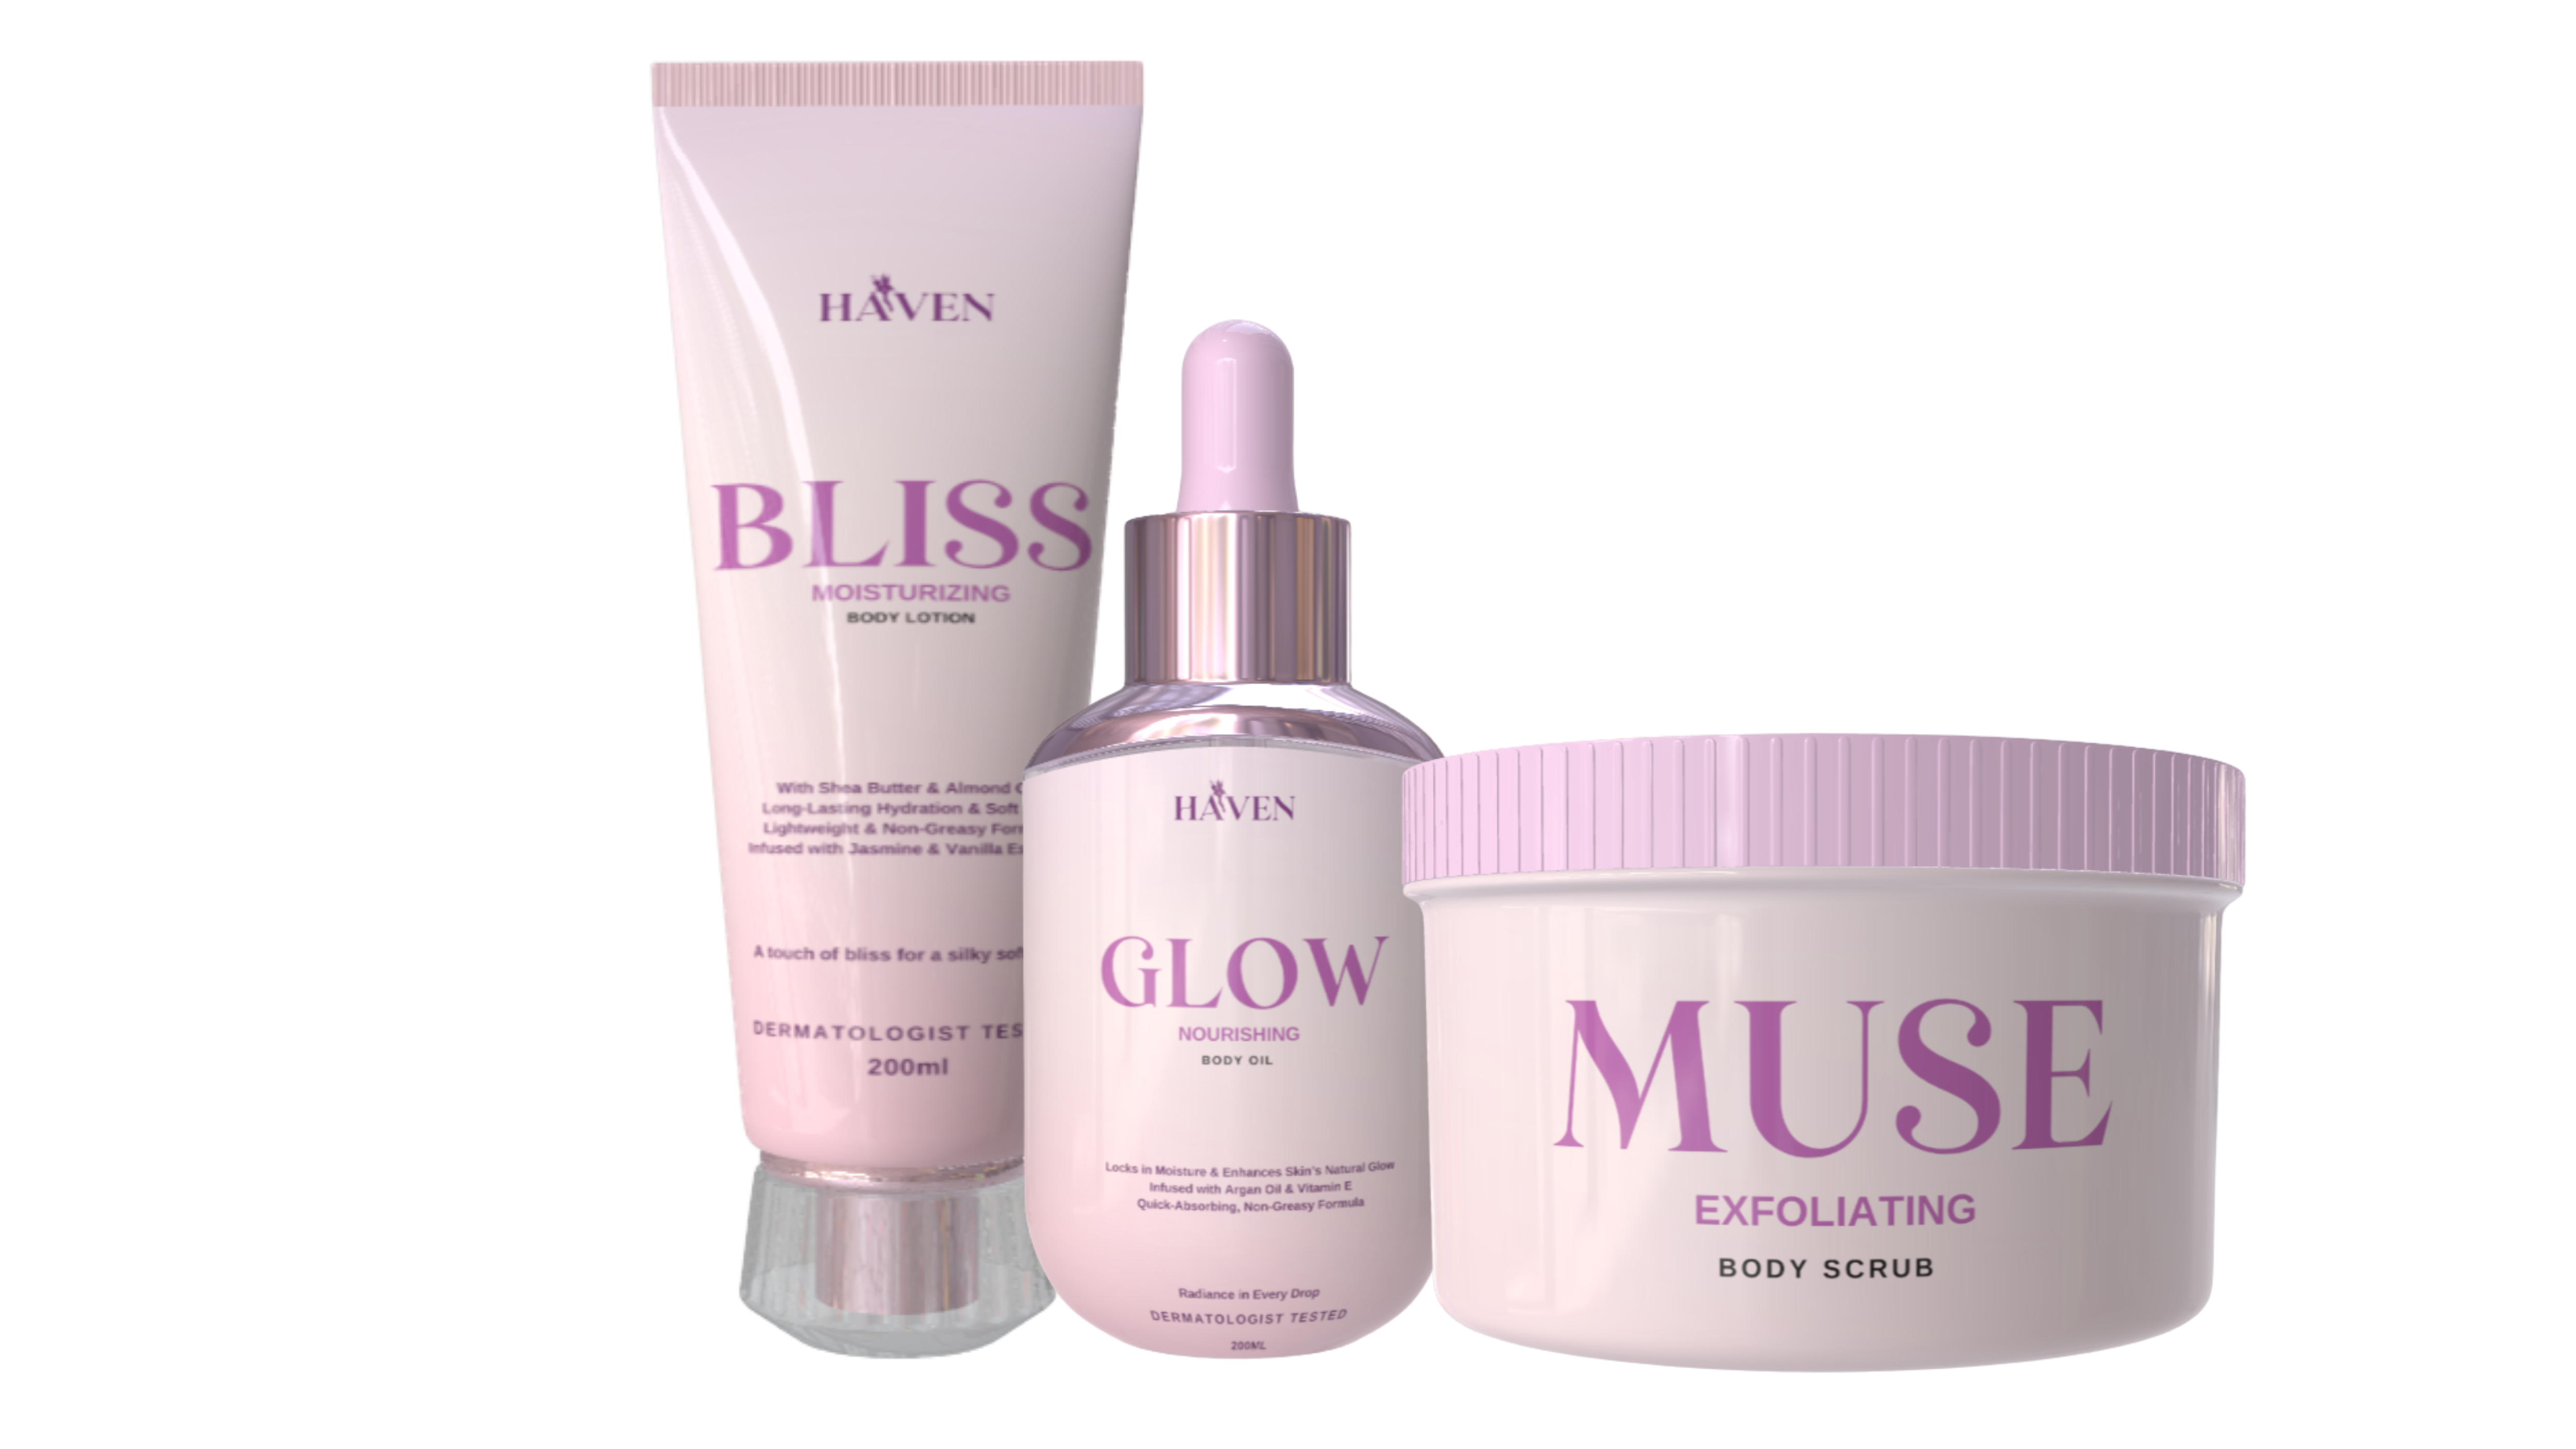 HAVEN
BLISS
MOISTURIZING
BODY LOTION
With Shea Butter & Almond
Long-Lasting Hydration & Soft
Lightweight & Non-Greasy
Infused with Jasmine & Vanilla
A touch of bliss for a silky
DERMATOLOGIST
200ml
HAVEN
GLOW
NOURISHING
BODY OIL
Locks in Moisture & Enhances Skin's Natural Glow
Infused with Argan Oil & Vitamin E
Quick-Absorbing, Non-Greasy Formula
Radiance in Every Drop
DERMATOLOGIST TESTED
200ML
MUSE
EXFOLIATING
BODY SCRUB